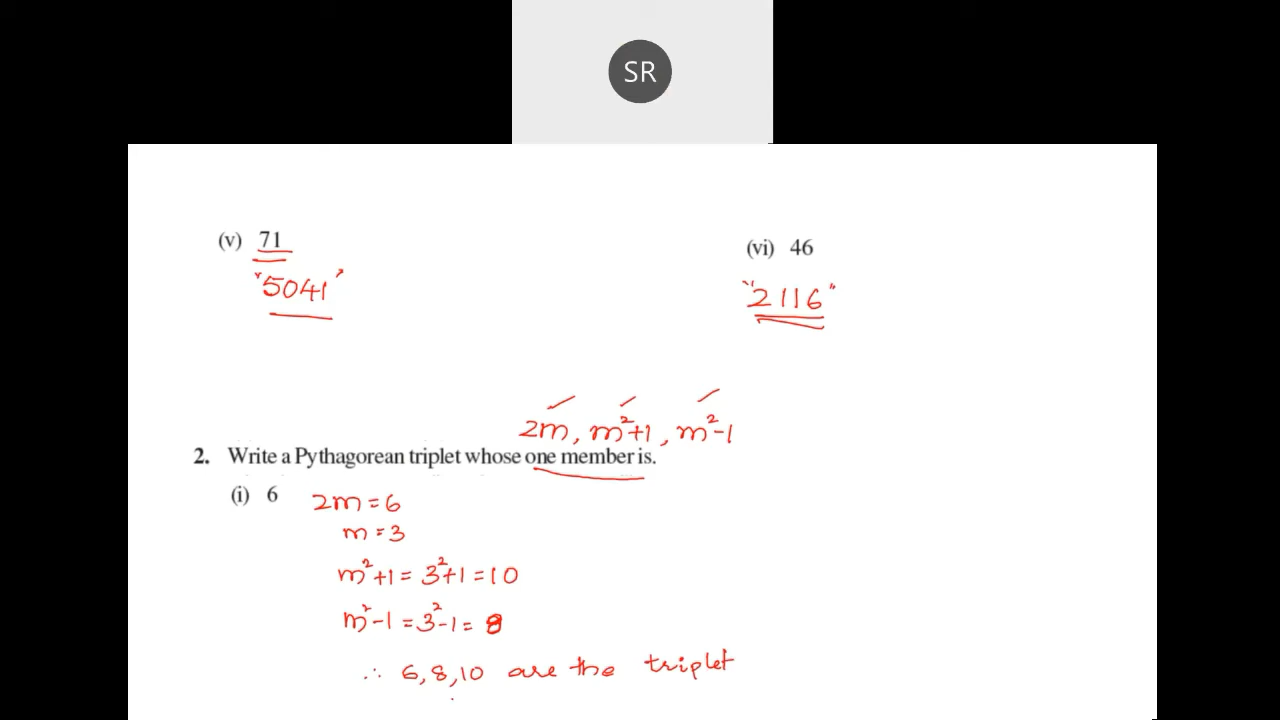 SR
(v) 71
(vi) 46
"5041"
"2116"
2m, m²+1, m²-1
2. Write a Pythagorean triplet whose one member is.
(i) 6
2m = 6
m = 3
m²+1 = 3²+1 = 10
m²-1 = 3²-1 = 8
∴ 6, 8, 10 are the triplet